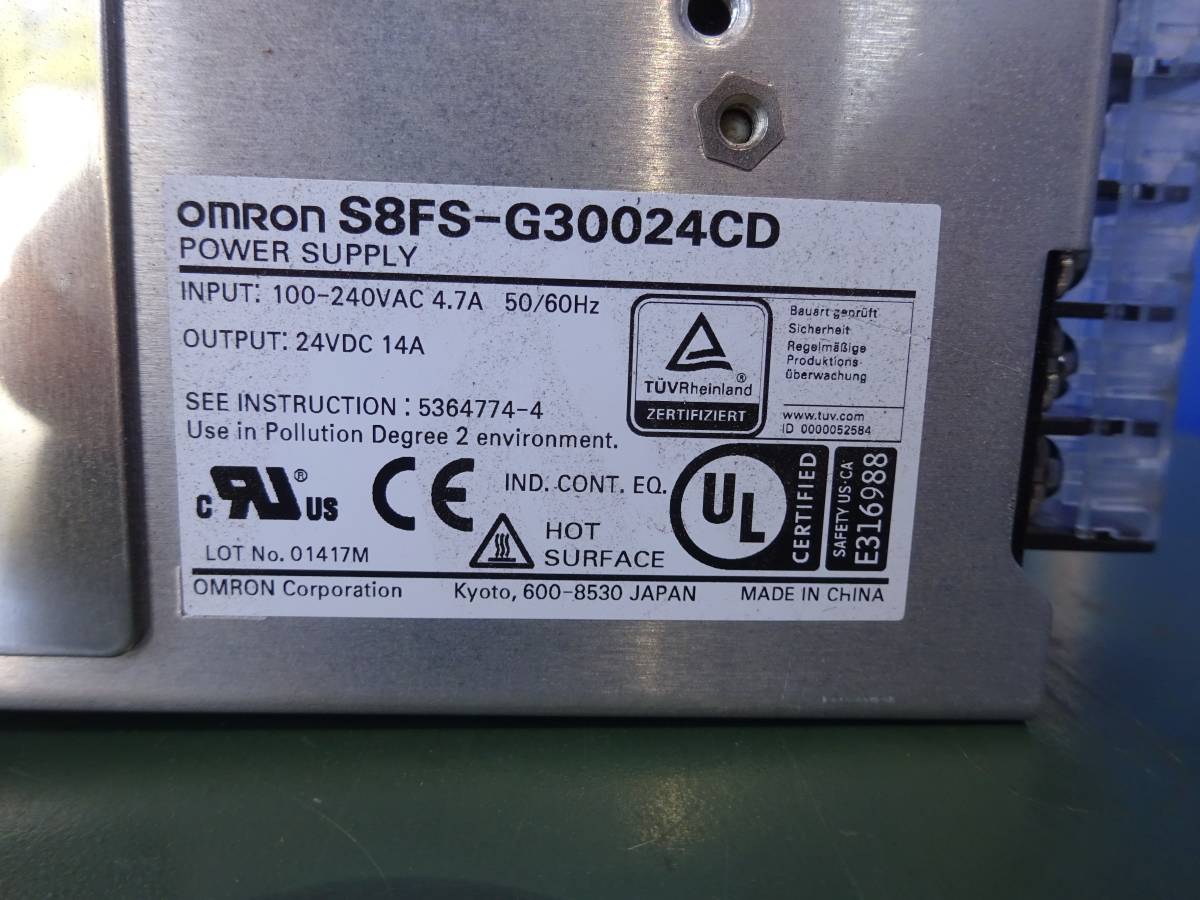 OMRON S8FS-G30024CD
POWER SUPPLY
INPUT: 100-240VAC 4.7A 50/60Hz
OUTPUT: 24VDC 14A
SEE INSTRUCTION : 5364774-4
Use in Pollution Degree 2 environment.
TÜVRheinland®
ZERTIFIZIERT
Bauart geprüft
Sicherheit
Regelmäßige
Produktions-
überwachung
www.tuv.com
ID 0000052584
c RU® US
CE
IND. CONT. EQ.
HOT
SURFACE
UL
CERTIFIED
SAFETY US·CA
E316988
LOT No. 01417M
OMRON Corporation Kyoto, 600-8530 JAPAN MADE IN CHINA